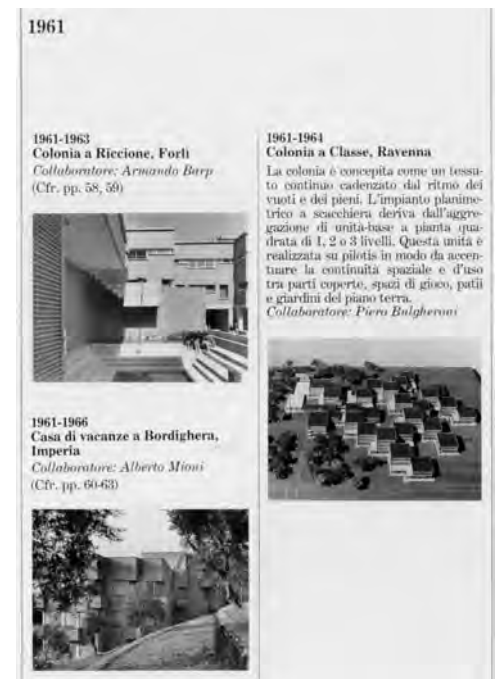 1961
1961-1963
Colonia a Riccione, Forlì
Collaboratore: Armando Barp
(Cfr. pp. 58, 59)
1961-1966
Casa di vacanze a Bordighera,
Imperia
Collaboratore: Alberto Mioni
(Cfr. pp. 60-63)
1961-1964
Colonia a Classe, Ravenna
La colonia è concepita come un tessu-
to continuo cadenzato dal ritmo dei
vuoti e dei pieni. L'impianto planime-
trico a scacchiera deriva dall'aggre-
gazione di unità-base a pianta qua-
drata di 1, 2 o 3 livelli. Questa unità è
realizzata su pilotis in modo da accen-
tuare la continuità spaziale e d'uso
tra parti coperte, spazi di gioco, patii
e giardini del piano terra.
Collaboratore: Piero Bulgheroni